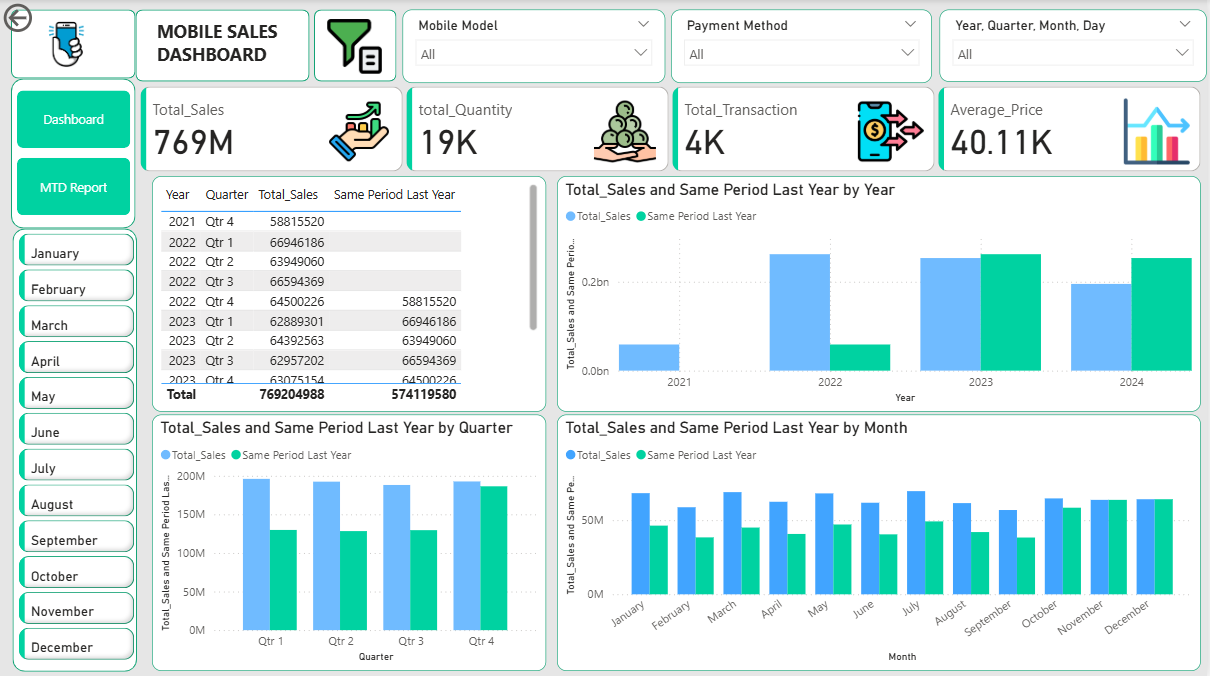 MOBILE SALES
DASHBOARD
Mobile Model
All
Payment Method
All
Year, Quarter, Month, Day
All
Dashboard
MTD Report
January
February
March
April
May
June
July
August
September
October
November
December
Total_Sales
769M
total_Quantity
19K
Total_Transaction
4K
Average_Price
40.11K
Year Quarter Total_Sales Same Period Last Year
2021 Qtr 4 58815520
2022 Qtr 1 66946186
2022 Qtr 2 63949060
2022 Qtr 3 66594369
2022 Qtr 4 64500226 58815520
2023 Qtr 1 62889301 66946186
2023 Qtr 2 64392563 63949060
2023 Qtr 3 62957202 66594369
2023 Qtr 4 63075154 64500226
Total 769204988 574119580
Total_Sales and Same Period Last Year by Year
Total_Sales Same Period Last Year
Total_Sales and Same Perio...
0.2bn
0.0bn
2021 2022 2023 2024
Year
Total_Sales and Same Period Last Year by Quarter
Total_Sales Same Period Last Year
Total_Sales and Same Period Las...
200M
150M
100M
50M
0M
Qtr 1 Qtr 2 Qtr 3 Qtr 4
Quarter
Total_Sales and Same Period Last Year by Month
Total_Sales Same Period Last Year
Total_Sales and Same Pe...
50M
0M
January February March April May June July August September October November December
Month